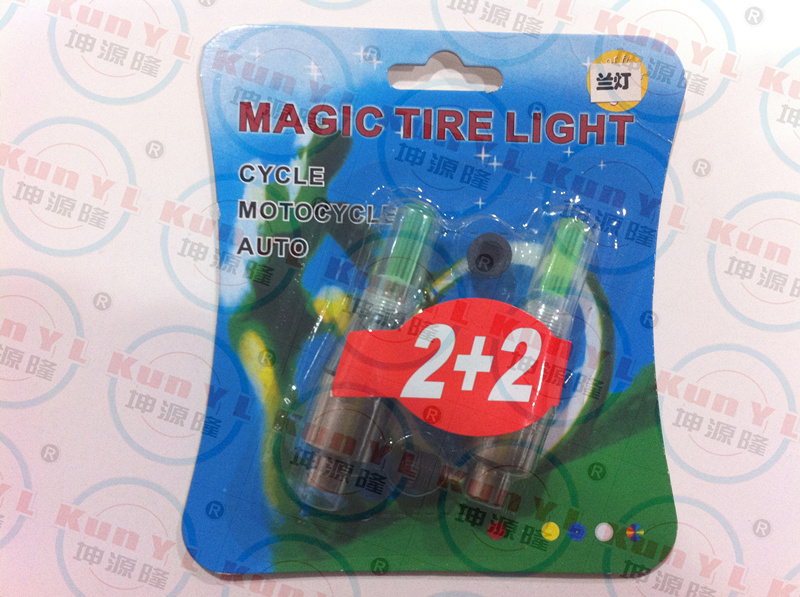 兰灯
MAGIC TIRE LIGHT
CYCLE
MOTOCYCLE
AUTO
2+2
Kun Y L
坤源隆
®